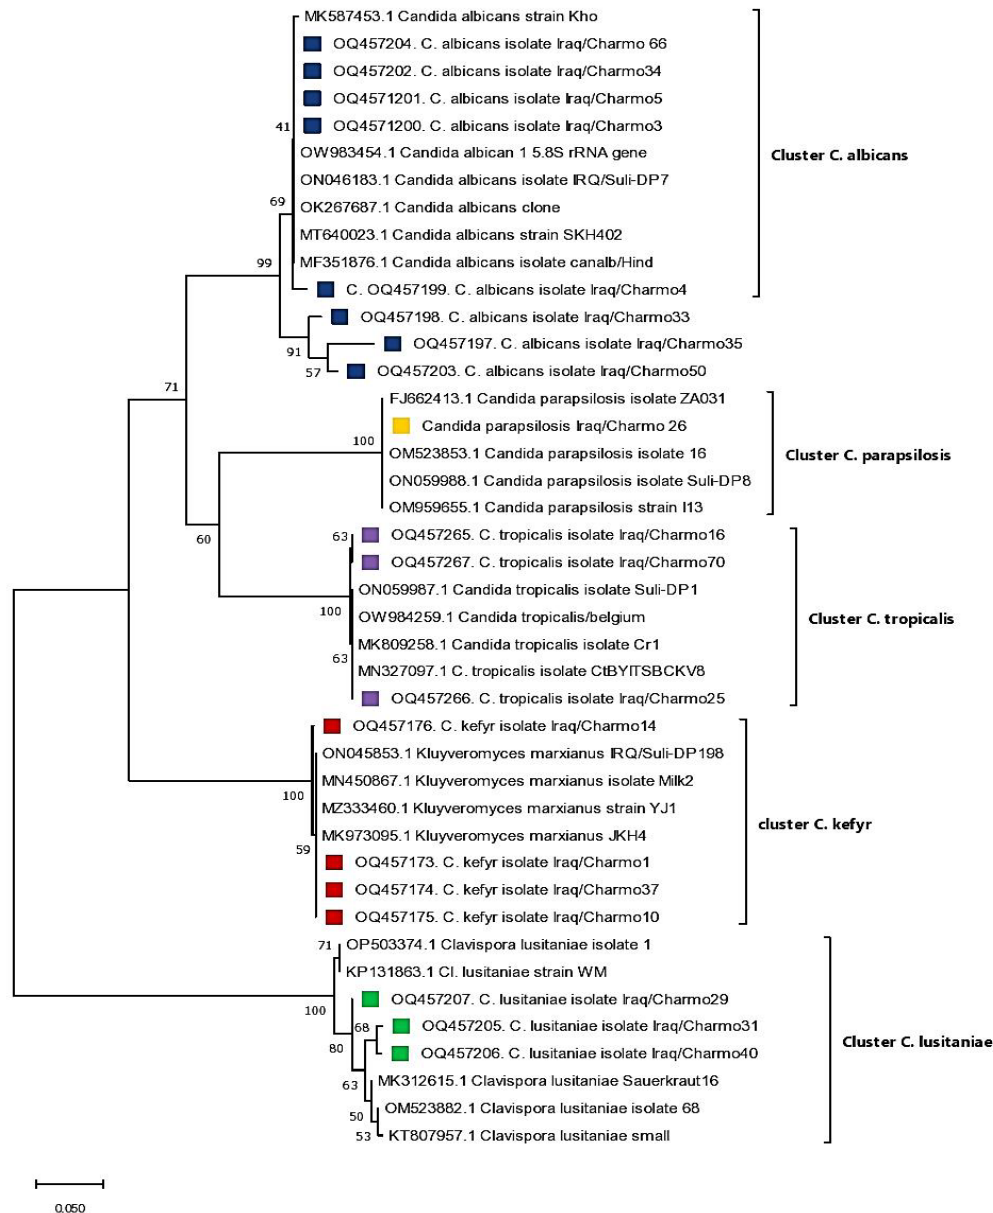 MK587453.1 Candida albicans strain Kho
OQ457204. C. albicans isolate Iraq/Charmo 66
OQ457202. C. albicans isolate Iraq/Charmo34
OQ4571201. C. albicans isolate Iraq/Charmo5
OQ4571200. C. albicans isolate Iraq/Charmo3
41
OW983454.1 Candida albican 1 5.8S rRNA gene
Cluster C. albicans
ON046183.1 Candida albicans isolate IRQ/Suli-DP7
69
OK267687.1 Candida albicans clone
MT640023.1 Candida albicans strain SKH402
99
MF351876.1 Candida albicans isolate canalb/Hind
C. OQ457199. C. albicans isolate Iraq/Charmo4
OQ457198. C. albicans isolate Iraq/Charmo33
91
OQ457197. C. albicans isolate Iraq/Charmo35
57
OQ457203. C. albicans isolate Iraq/Charmo50
71
FJ662413.1 Candida parapsilosis isolate ZA031
Candida parapsilosis Iraq/Charmo 26
100
OM523853.1 Candida parapsilosis isolate 16
Cluster C. parapsilosis
ON059988.1 Candida parapsilosis isolate Suli-DP8
OM959655.1 Candida parapsilosis strain I13
60
63
OQ457265. C. tropicalis isolate Iraq/Charmo16
OQ457267. C. tropicalis isolate Iraq/Charmo70
ON059987.1 Candida tropicalis isolate Suli-DP1
100
OW984259.1 Candida tropicalis/belgium
Cluster C. tropicalis
MK809258.1 Candida tropicalis isolate Cr1
63
MN327097.1 C. tropicalis isolate CtBYITSBCKV8
OQ457266. C. tropicalis isolate Iraq/Charmo25
OQ457176. C. kefyr isolate Iraq/Charmo14
ON045853.1 Kluyveromyces marxianus IRQ/Suli-DP198
MN450867.1 Kluyveromyces marxianus isolate Milk2
100
MZ333460.1 Kluyveromyces marxianus strain YJ1
cluster C. kefyr
MK973095.1 Kluyveromyces marxianus JKH4
59
OQ457173. C. kefyr isolate Iraq/Charmo1
OQ457174. C. kefyr isolate Iraq/Charmo37
OQ457175. C. kefyr isolate Iraq/Charmo10
71
OP503374.1 Clavispora lusitaniae isolate 1
KP131863.1 Cl. lusitaniae strain WM
OQ457207. C. lusitaniae isolate Iraq/Charmo29
100
68
OQ457205. C. lusitaniae isolate Iraq/Charmo31
80
OQ457206. C. lusitaniae isolate Iraq/Charmo40
Cluster C. lusitaniae
63
MK312615.1 Clavispora lusitaniae Sauerkraut16
50
OM523882.1 Clavispora lusitaniae isolate 68
53
KT807957.1 Clavispora lusitaniae small
0.050